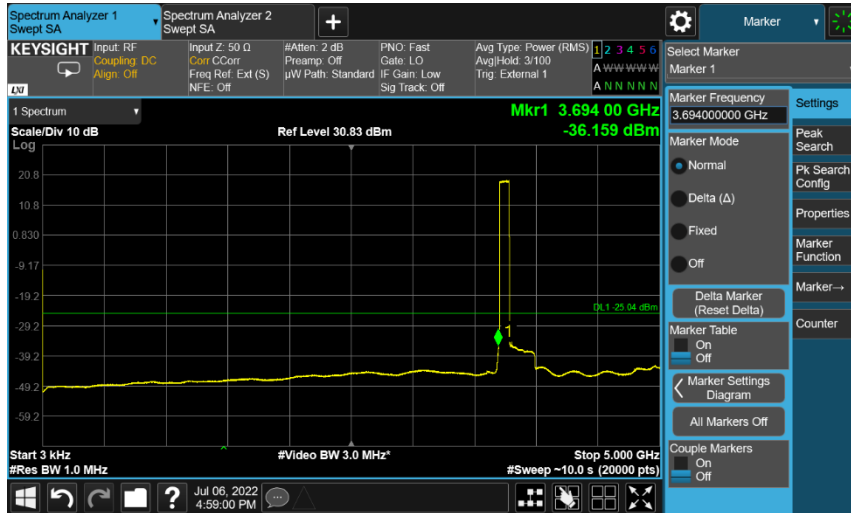 Spectrum Analyzer 1
Swept SA
Spectrum Analyzer 2
Swept SA
Marker
KEYSIGHT
LXI
Input: RF
Coupling: DC
Align: Off
Input Z: 50 Ω
Corr CCorr
Freq Ref: Ext (S)
NFE: Off
#Atten: 2 dB
Preamp: Off
µW Path: Standard
PNO: Fast
Gate: LO
IF Gain: Low
Sig Track: Off
Avg Type: Power (RMS)
Avg|Hold: 3/100
Trig: External 1
1 2 3 4 5 6
A W W W W W
A N N N N N
Select Marker
Marker 1
1 Spectrum
Scale/Div 10 dB
Log
Ref Level 30.83 dBm
Mkr1 3.694 00 GHz
-36.159 dBm
20.8
10.8
0.830
-9.17
-19.2
-29.2
-39.2
-49.2
-59.2
DL1 -25.04 dBm
Start 3 kHz
#Res BW 1.0 MHz
#Video BW 3.0 MHz*
Stop 5.000 GHz
#Sweep ~10.0 s (20000 pts)
Marker Frequency
3.694000000 GHz
Marker Mode
Normal
Delta (Δ)
Fixed
Off
Delta Marker
(Reset Delta)
Marker Table
On
Off
Marker Settings
Diagram
All Markers Off
Couple Markers
On
Off
Settings
Peak
Search
Pk Search
Config
Properties
Marker
Function
Marker→
Counter
?
Jul 06, 2022
4:59:00 PM